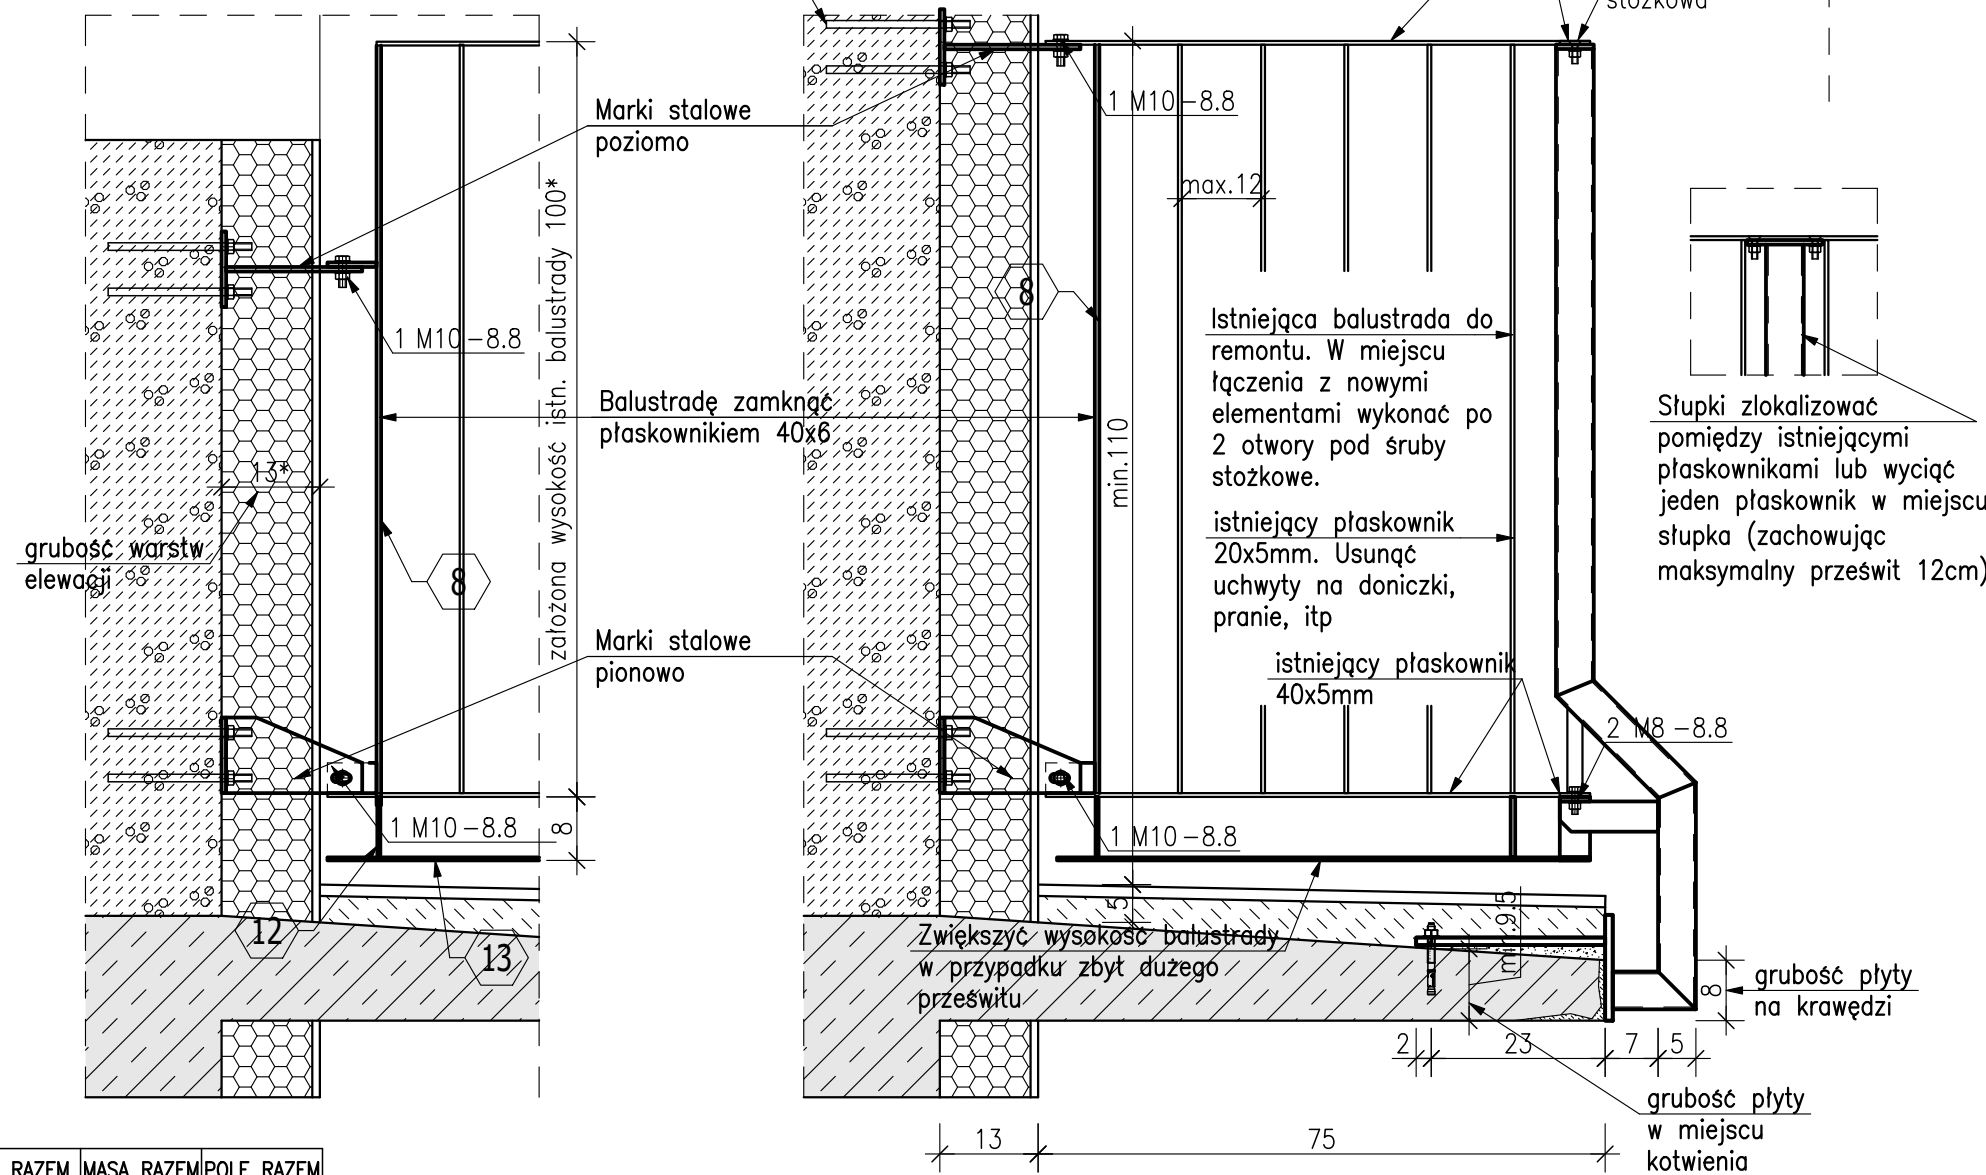 stożkowa
Marki stalowe
poziomo
1 M10-8.8
1 M10-8.8
max.12
założona wysokość istn. balustrady 100*
8
8
Istniejąca balustrada do
remontu. W miejscu
łączenia z nowymi
elementami wykonać po
2 otwory pod śruby
stożkowe.
Balustradę zamknąć
płaskownikiem 40x6
min.110
Słupki zlokalizować
pomiędzy istniejącymi
płaskownikami lub wyciąć
jeden płaskownik w miejscu
słupka (zachowując
maksymalny prześwit 12cm)
13*
grubość warstw
elewacji
istniejący płaskownik
20x5mm. Usunąć
uchwyty na doniczki,
pranie, itp
Marki stalowe
pionowo
istniejący płaskownik
40x5mm
2 M8-8.8
1 M10-8.8
8
1 M10-8.8
5
min.9.5
12
13
Zwiększyć wysokość balustrady
w przypadku zbyt dużego
prześwitu
8
grubość płyty
na krawędzi
2
23
7
5
grubość płyty
w miejscu
kotwienia
13
75
RAZEM
MASA RAZEM
POLE RAZEM